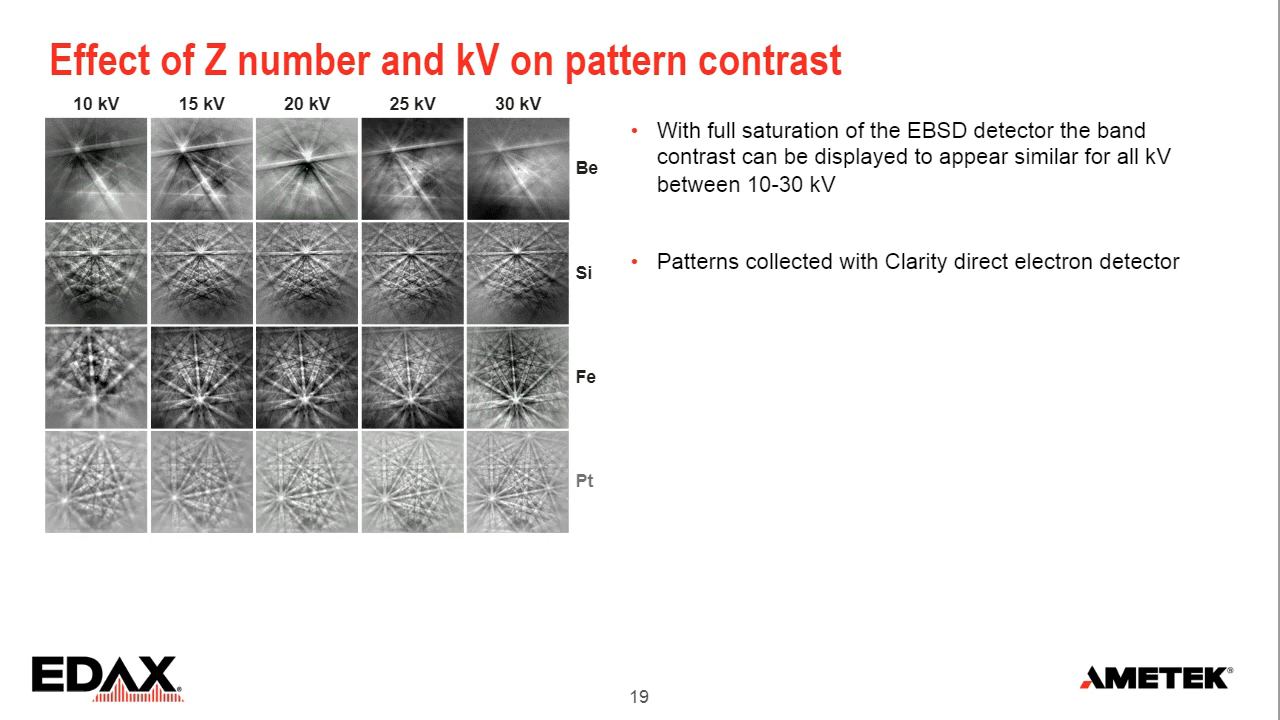 Effect of Z number and kV on pattern contrast
10 kV 15 kV 20 kV 25 kV 30 kV
Be
Si
Fe
Pt
• With full saturation of the EBSD detector the band
contrast can be displayed to appear similar for all kV
between 10-30 kV
• Patterns collected with Clarity direct electron detector
EDAX®
19
AMETEK®